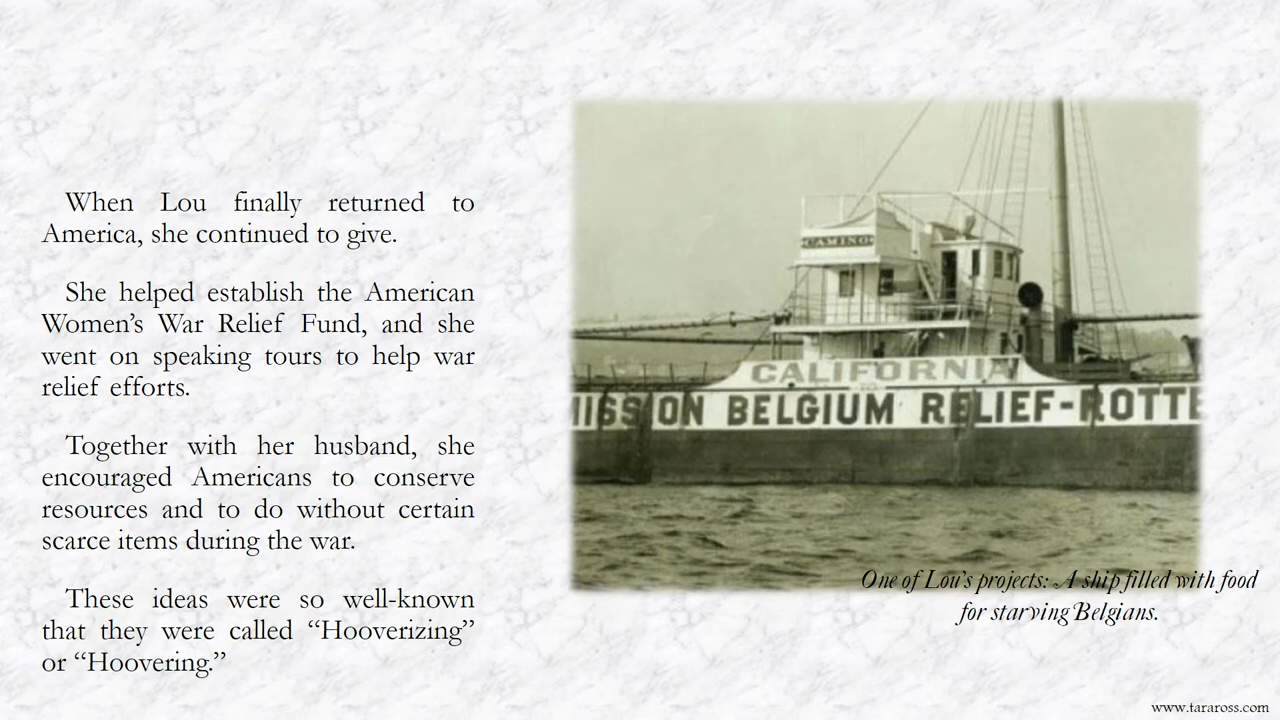 When Lou finally returned to
America, she continued to give.
She helped establish the American
Women’s War Relief Fund, and she
went on speaking tours to help war
relief efforts.
Together with her husband, she
encouraged Americans to conserve
resources and to do without certain
scarce items during the war.
These ideas were so well-known
that they were called “Hooverizing”
or “Hoovering.”
CAMINO
CALIFORNIA
MISSION BELGIUM RELIEF-ROTTE
One of Lou’s projects: A ship filled with food
for starving Belgians.
www.taraross.com